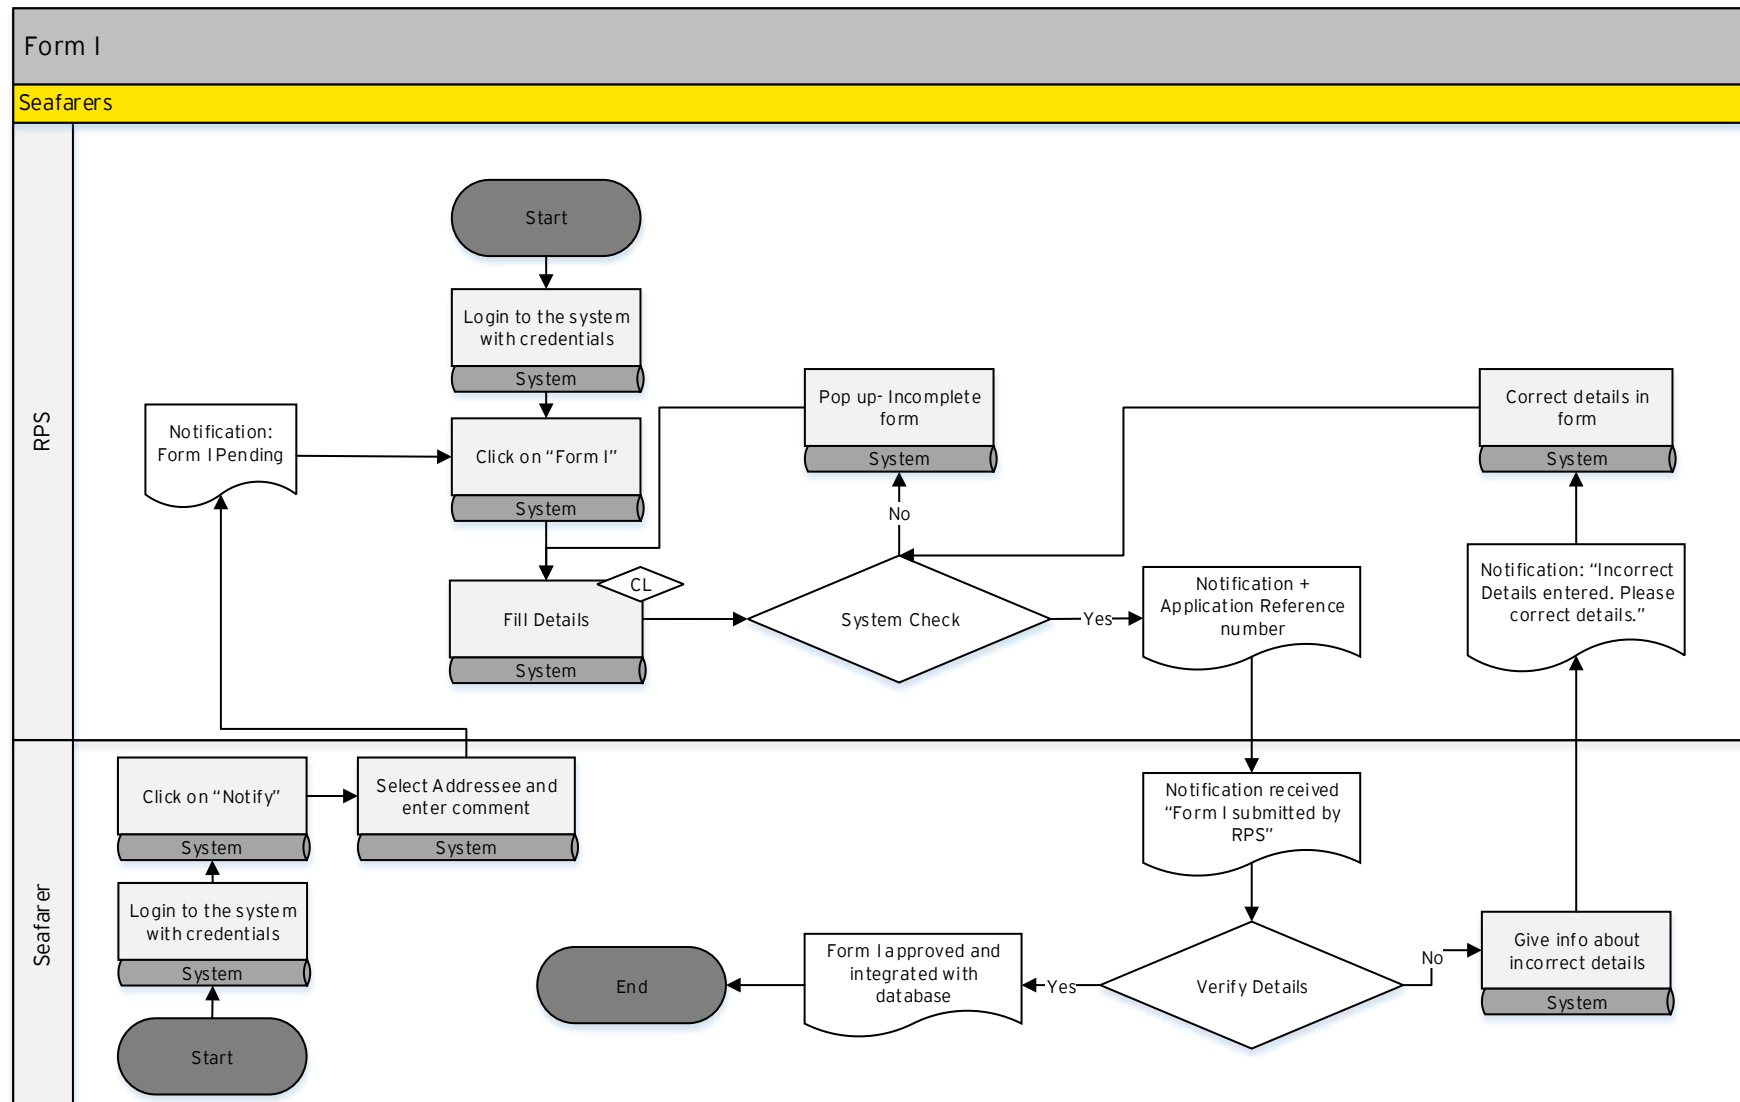 Form I
Seafarers
RPS
Start
Login to the system
with credentials
System
Notification:
Form I Pending
Click on “Form I”
System
Pop up- Incomplete
form
System
Correct details in
form
System
No
Fill Details
CL
System
System Check
Yes
Notification +
Application Reference
number
Notification: “Incorrect
Details entered. Please
correct details.”
Seafarer
Click on “Notify”
System
Select Addressee and
enter comment
System
Notification received
“Form I submitted by
RPS”
Login to the system
with credentials
System
Start
End
Form I approved and
integrated with
database
Yes
Verify Details
No
Give info about
incorrect details
System